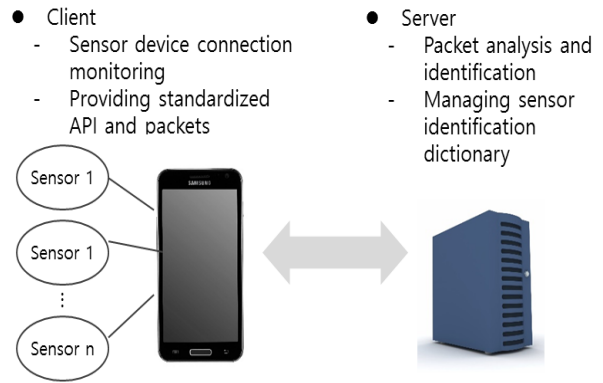 ● Client
- Sensor device connection
monitoring
- Providing standardized
API and packets
● Server
- Packet analysis and
identification
- Managing sensor
identification
dictionary
Sensor 1
Sensor 1
⋮
Sensor n
SAMSUNG